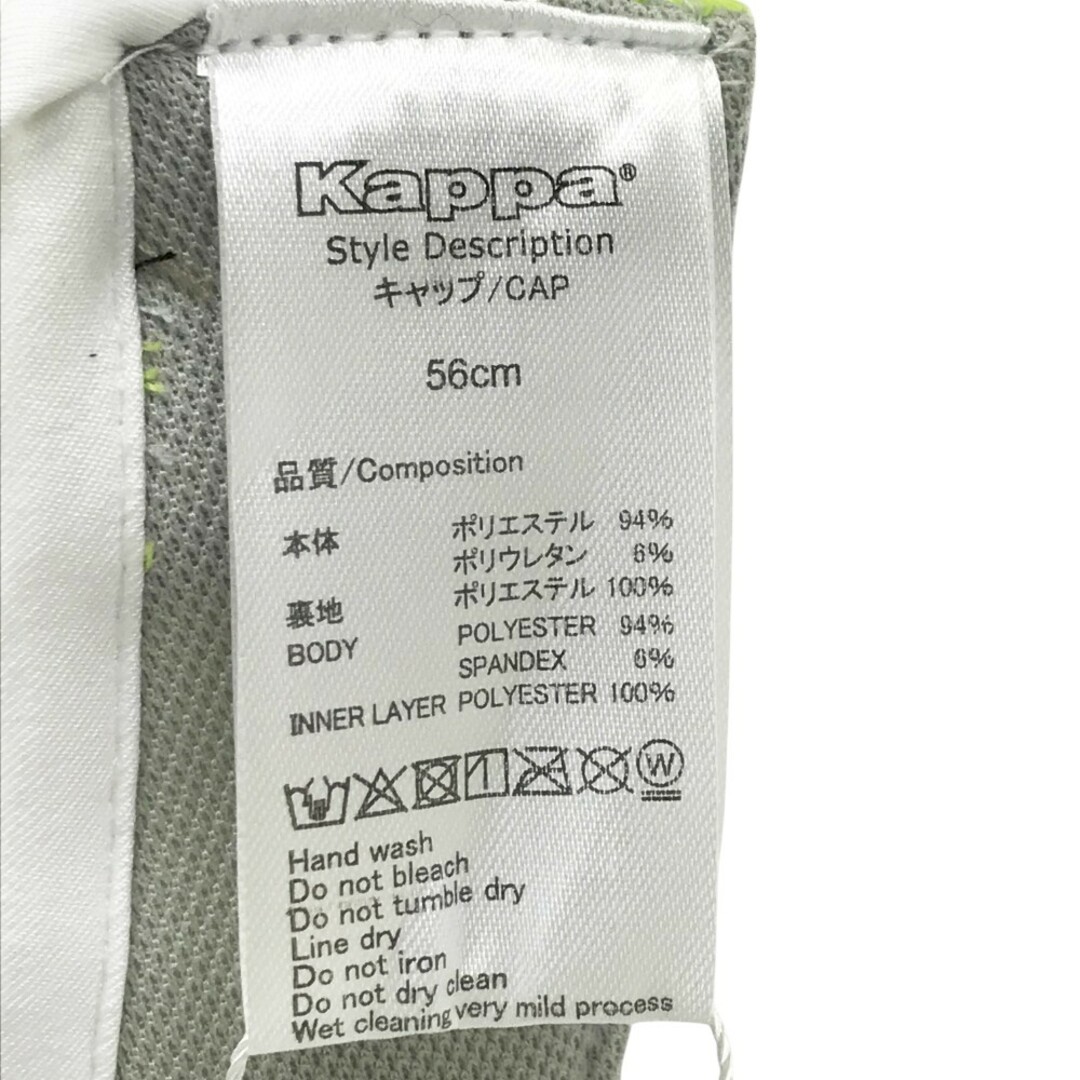 Kappa®
Style Description
キャップ/CAP
56cm
品質/Composition
本体 ポリエステル 94%
ポリウレタン 6%
裏地 ポリエステル 100%
BODY POLYESTER 94%
SPANDEX 6%
INNER LAYER POLYESTER 100%
W
Hand wash
Do not bleach
Do not tumble dry
Line dry
Do not iron
Do not dry clean
Wet cleaning very mild process